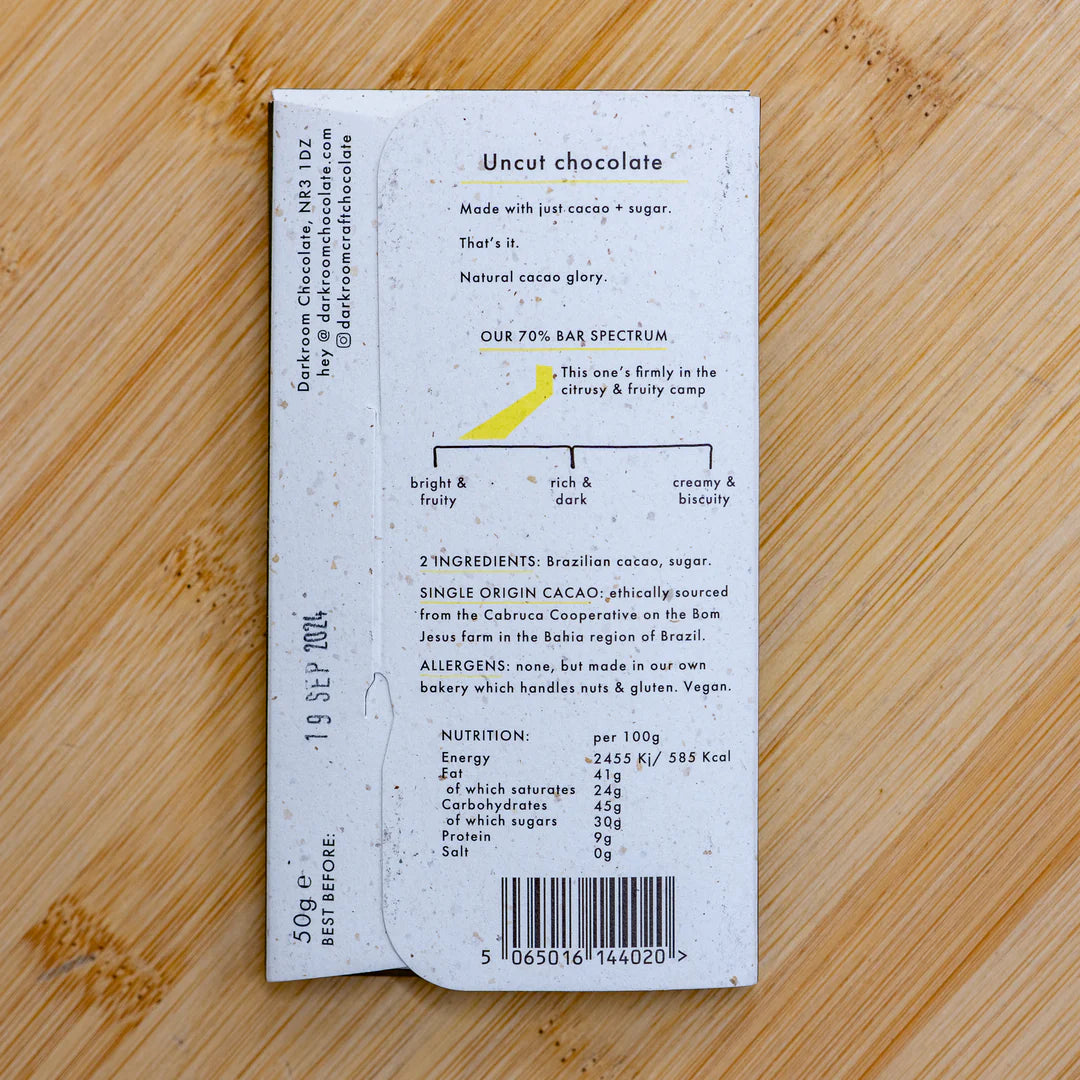 Darkroom Chocolate, NR3 1DZ
hey @ darkroomchocolate.com
darkroomcraftchocolate
Uncut chocolate
Made with just cacao + sugar.
That's it.
Natural cacao glory.
OUR 70% BAR SPECTRUM
This one's firmly in the
citrusy & fruity camp
bright &
fruity
rich &
dark
creamy &
biscuity
2 INGREDIENTS: Brazilian cacao, sugar.
SINGLE ORIGIN CACAO: ethically sourced
from the Cabruca Cooperative on the Bom
Jesus farm in the Bahia region of Brazil.
ALLERGENS: none, but made in our own
bakery which handles nuts & gluten. Vegan.
NUTRITION: per 100g
Energy 2455 Kj/ 585 Kcal
Fat 41g
of which saturates 24g
Carbohydrates 45g
of which sugars 30g
Protein 9g
Salt 0g
5 065016 144020 >
50g e
BEST BEFORE:
19 SEP 2024